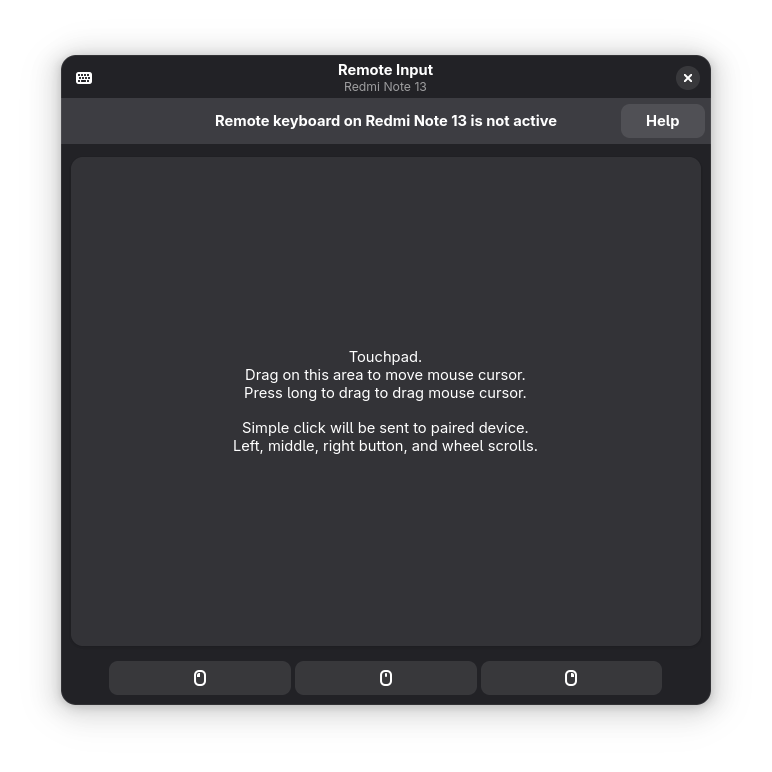 Remote Input
Redmi Note 13
Remote keyboard on Redmi Note 13 is not active
Help
Touchpad.
Drag on this area to move mouse cursor.
Press long to drag to drag mouse cursor.
Simple click will be sent to paired device.
Left, middle, right button, and wheel scrolls.